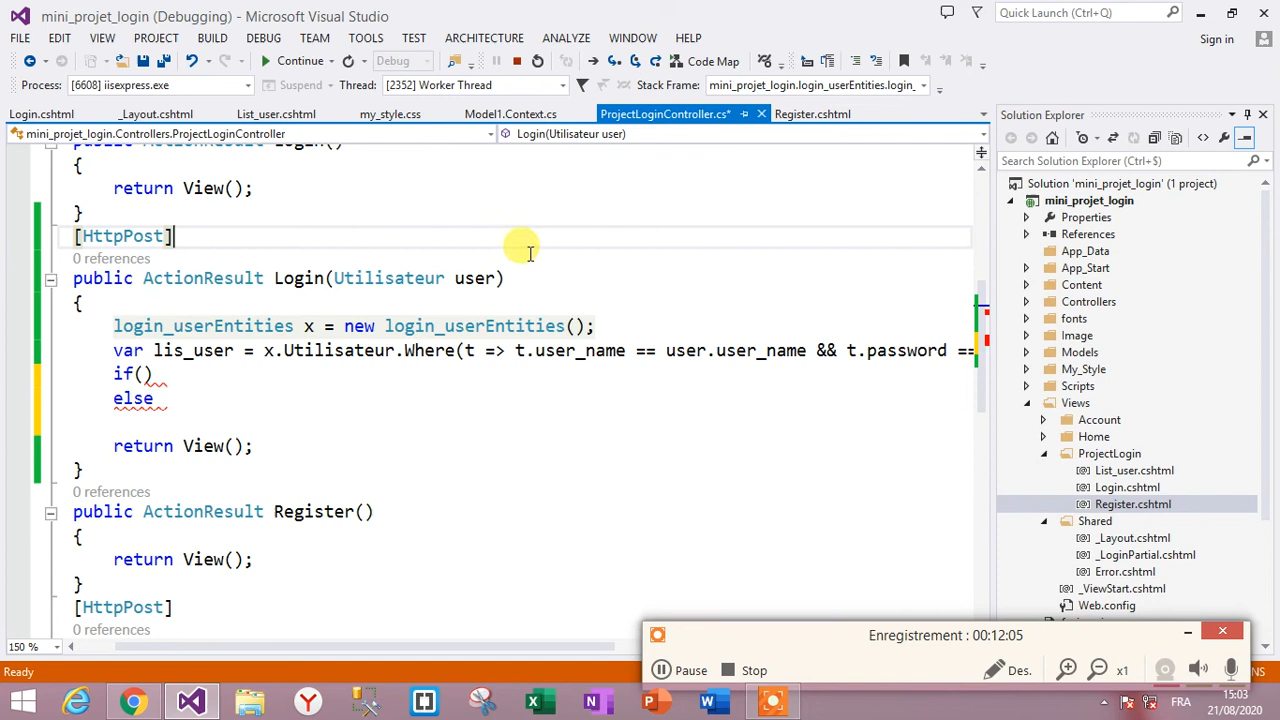 mini_projet_login (Debugging) - Microsoft Visual Studio
Quick Launch (Ctrl+Q)
FILE EDIT VIEW PROJECT BUILD DEBUG TEAM TOOLS TEST ARCHITECTURE ANALYZE WINDOW HELP
Sign in
Continue Debug Code Map
Process: [6608] iisexpress.exe Suspend Thread: [2352] Worker Thread Stack Frame: mini_projet_login.login_userEntities.login_
Login.cshtml _Layout.cshtml List_user.cshtml my_style.css Model1.Context.cs ProjectLoginController.cs* Register.cshtml
mini_projet_login.Controllers.ProjectLoginController Login(Utilisateur user)
public ActionResult Login()
{
return View();
}
[HttpPost]
0 references
public ActionResult Login(Utilisateur user)
{
login_userEntities x = new login_userEntities();
var lis_user = x.Utilisateur.Where(t => t.user_name == user.user_name && t.password ==
if()
else
return View();
}
0 references
public ActionResult Register()
{
return View();
}
[HttpPost]
0 references
150 %
Solution Explorer
Search Solution Explorer (Ctrl+$)
Solution 'mini_projet_login' (1 project)
mini_projet_login
Properties
References
App_Data
App_Start
Content
Controllers
fonts
Image
Models
My_Style
Scripts
Views
Account
Home
ProjectLogin
List_user.cshtml
Login.cshtml
Register.cshtml
Shared
_Layout.cshtml
_LoginPartial.cshtml
Error.cshtml
_ViewStart.cshtml
Web.config
Enregistrement : 00:12:05
Pause Stop Des. x1
Ready
NS
FRA
15:03
21/08/2020